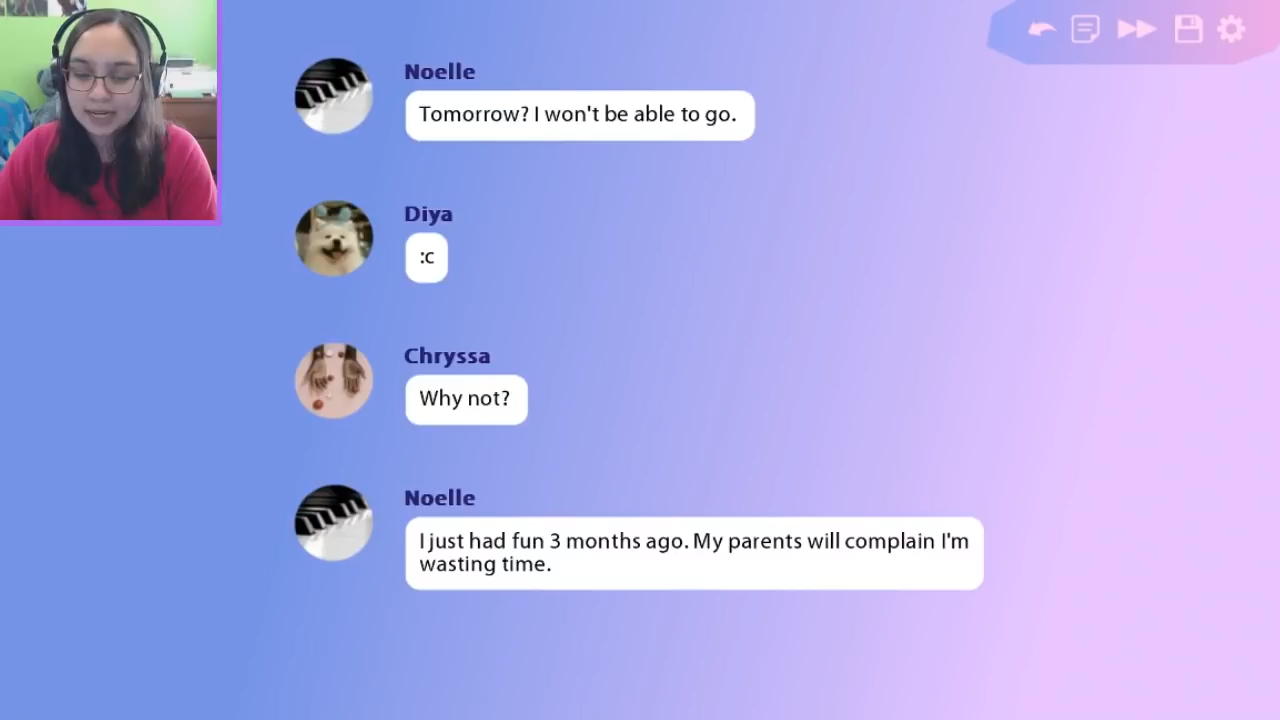 Noelle
Tomorrow? I won't be able to go.
Diya
:c
Chryssa
Why not?
Noelle
I just had fun 3 months ago. My parents will complain I'm
wasting time.